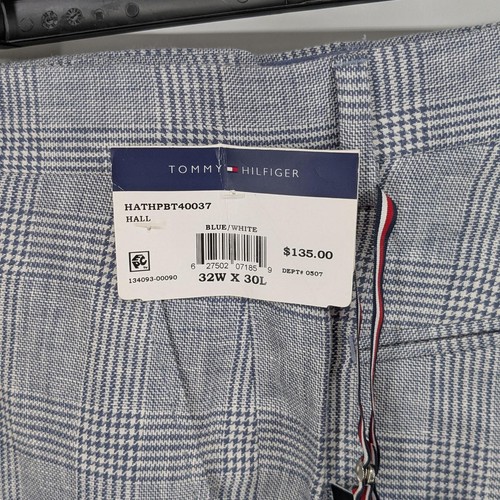 TOMMY HILFIGER
HATHPBT40037
HALL
BLUE/WHITE
$135.00
6 27502 07185 9
DEPT# 0507
134093-00090
32W X 30L